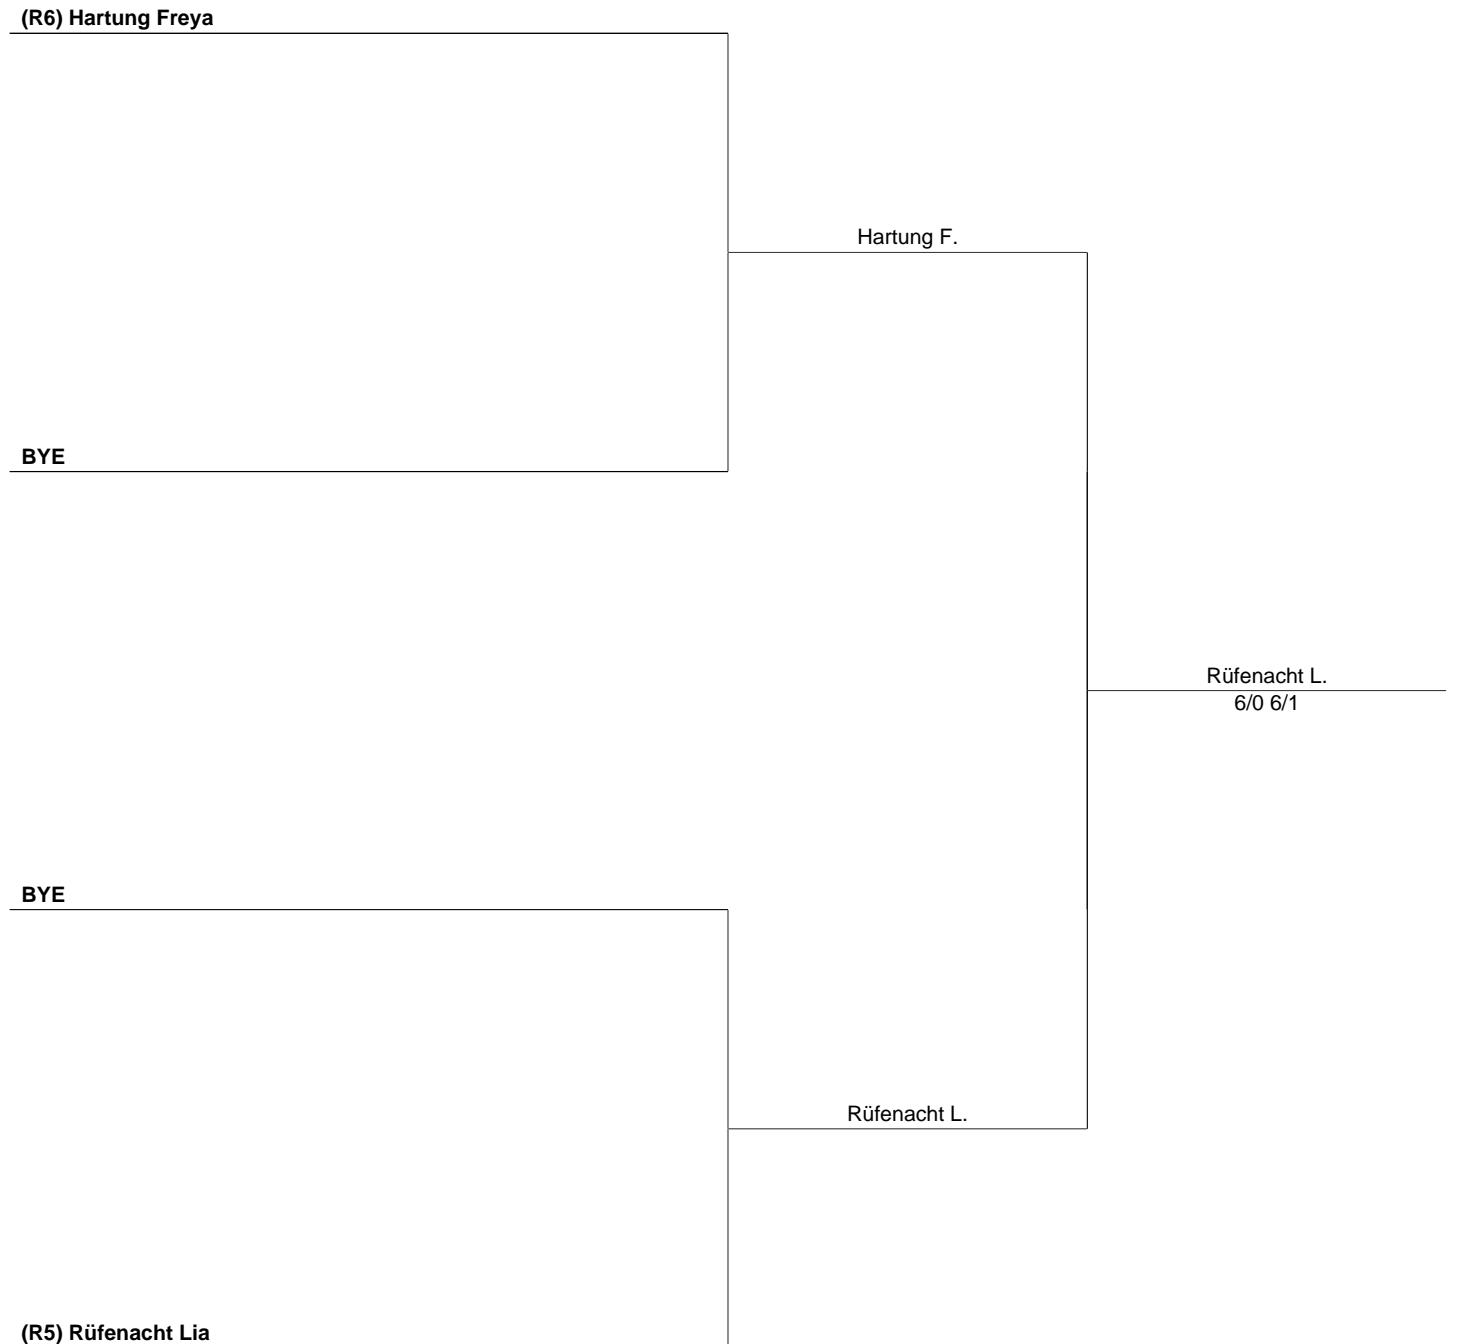 (R6) Hartung Freya
Hartung F.
BYE
Rüfenacht L.
6/0 6/1
BYE
Rüfenacht L.
(R5) Rüfenacht Lia